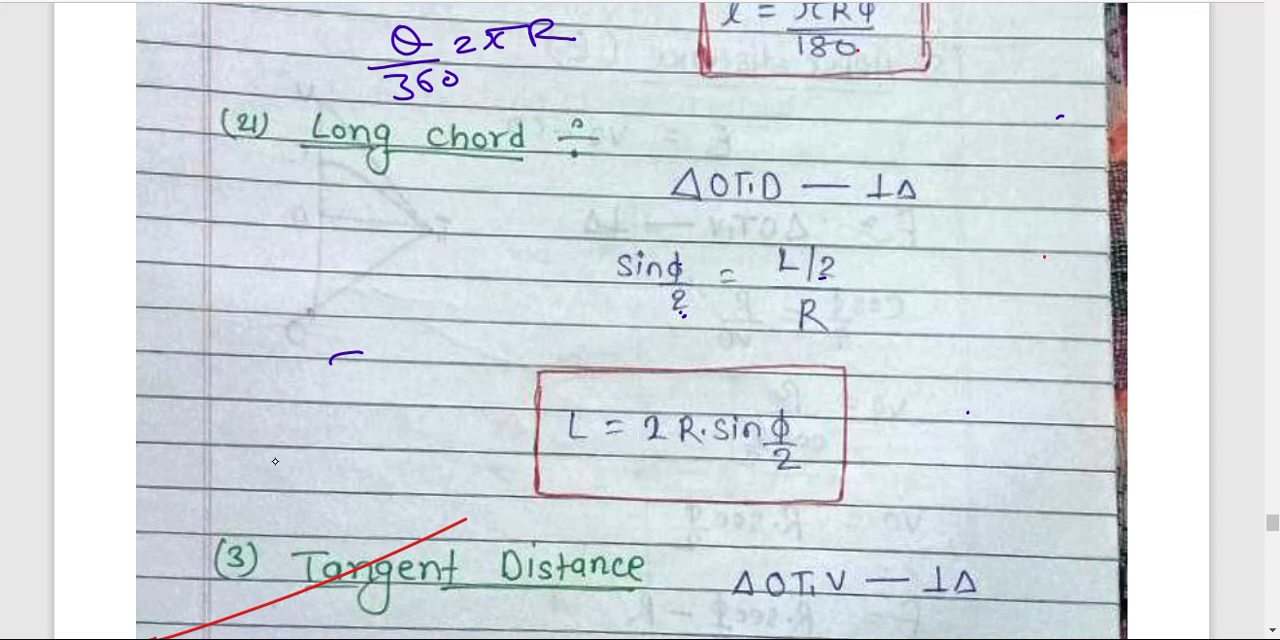 l = πRϕ/180
θ/360 2πR
(2) Long chord ÷
ΔOT₁D — ⊥Δ
sin ϕ/2 = L/2 / R
L = 2R.sin ϕ/2
(3) Tangent Distance
ΔOT₁V — ⊥Δ